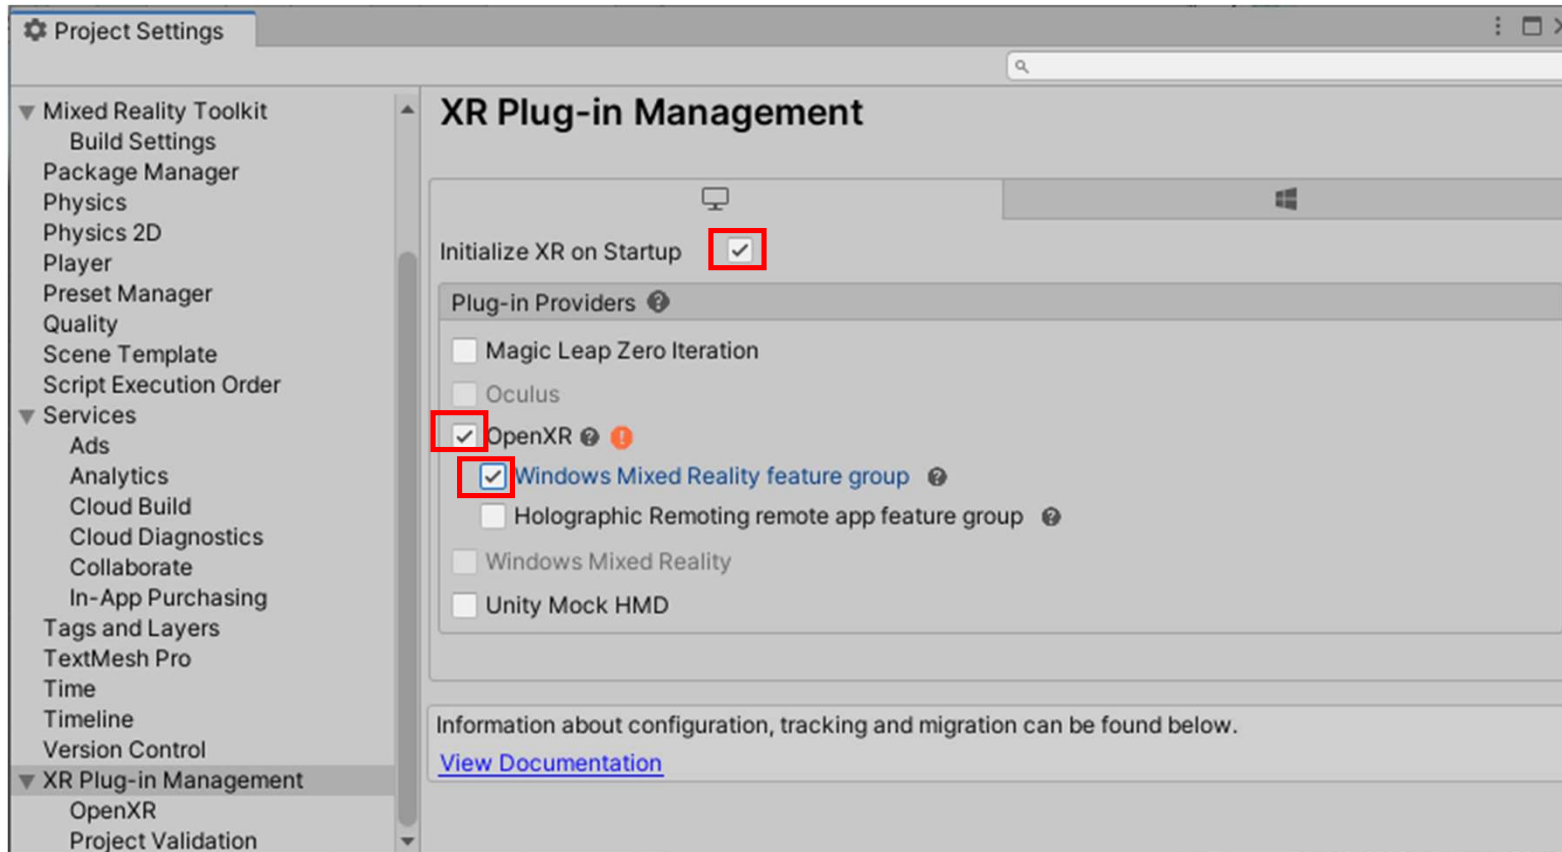 Project Settings
Mixed Reality Toolkit
Build Settings
Package Manager
Physics
Physics 2D
Player
Preset Manager
Quality
Scene Template
Script Execution Order
Services
Ads
Analytics
Cloud Build
Cloud Diagnostics
Collaborate
In-App Purchasing
Tags and Layers
TextMesh Pro
Time
Timeline
Version Control
XR Plug-in Management
OpenXR
Project Validation
XR Plug-in Management
Initialize XR on Startup
Plug-in Providers
Magic Leap Zero Iteration
Oculus
OpenXR
Windows Mixed Reality feature group
Holographic Remoting remote app feature group
Windows Mixed Reality
Unity Mock HMD
Information about configuration, tracking and migration can be found below.
View Documentation